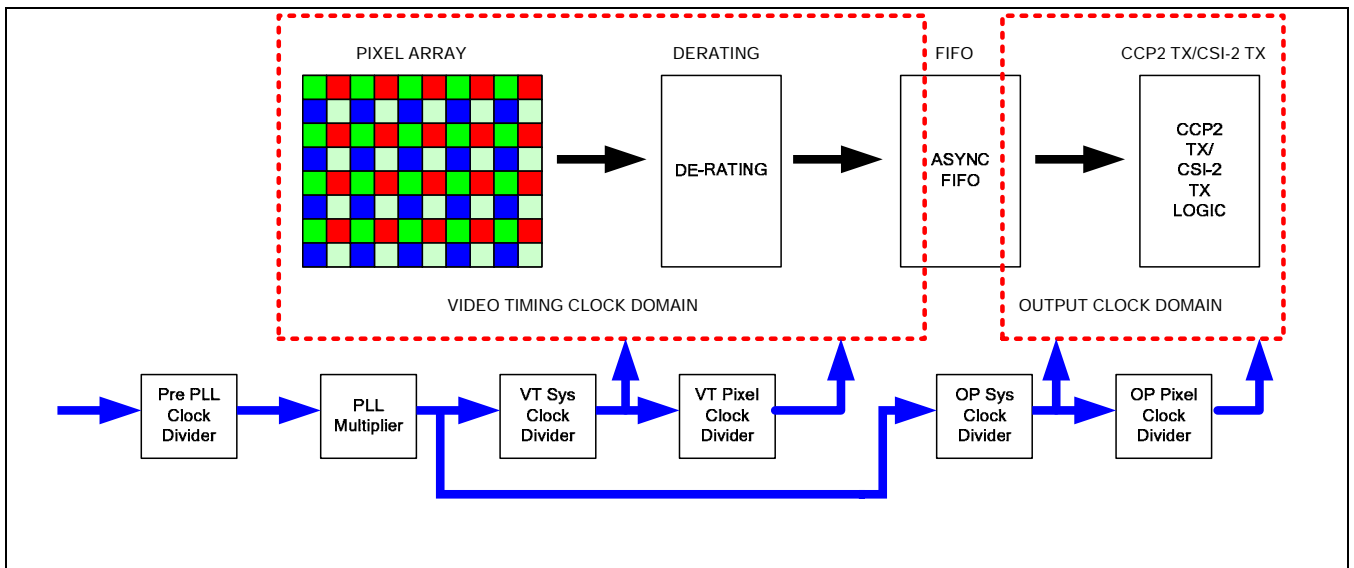 PIXEL ARRAY
DERATING
FIFO
CCP2 TX/CSI-2 TX
DE-RATING
ASYNC
FIFO
CCP2
TX/
CSI-2
TX
LOGIC
VIDEO TIMING CLOCK DOMAIN
OUTPUT CLOCK DOMAIN
Pre PLL
Clock
Divider
PLL
Multiplier
VT Sys
Clock
Divider
VT Pixel
Clock
Divider
OP Sys
Clock
Divider
OP Pixel
Clock
Divider